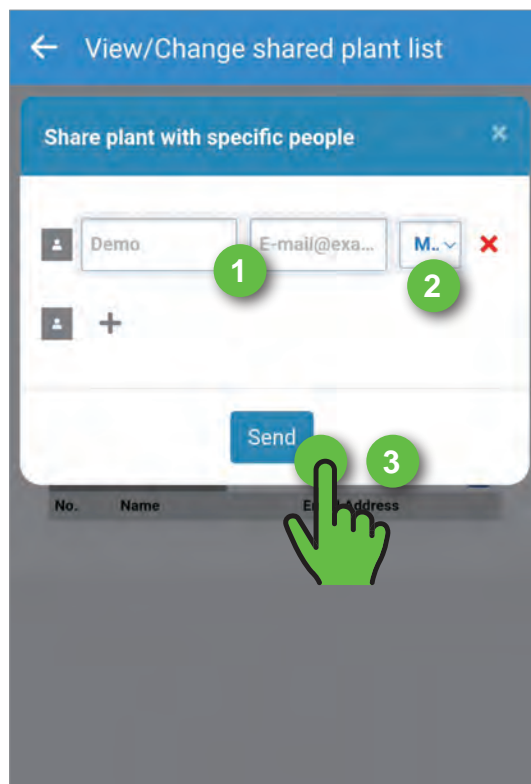 View/Change shared plant list
Share plant with specific people
Demo E-mail@exa... M..
1 2
Send
3
No. Name Email Address